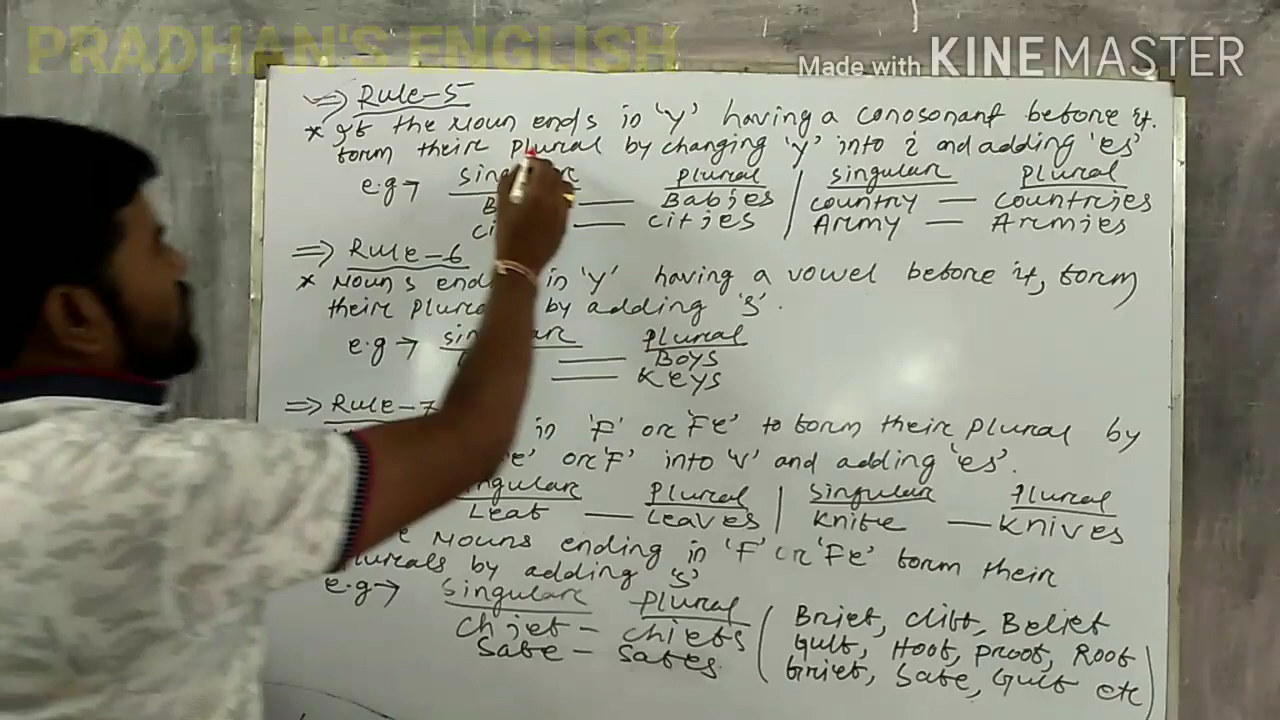 PRADHAN'S ENGLISH
Made with KINEMASTER
⇒ Rule-5
* If the Noun ends in 'y' having a conosonant before it.
form their plural by changing 'y' into i and adding 'es'
e.g → singular plural / singular plural
— Babies / country — countries
— cities / Army — Armies
⇒ Rule-6
* Nouns in 'y' having a vowel before it, form
their plural by adding 's'.
e.g → plural
— Boys
— Keys
⇒ Rule-7
in 'F' or 'Fe' to form their plural by
or 'F' into 'v' and adding 'es'.
plural | singular plural
Leaf — Leaves | Knife — Knives
Nouns ending in 'F' or 'Fe' form their
by adding 's'
e.g → singular plural
Chief – Chiefs ( Brief, cliff, Belief
Safe – Safes. Gulf, Hoof, proof, Roof
Grief, Safe, Gulf etc )